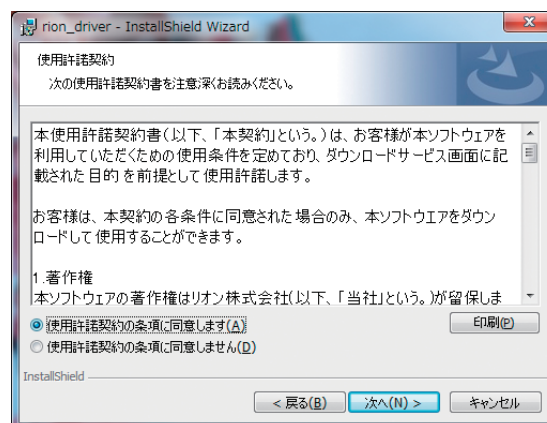 rion_driver - InstallShield Wizard
使用許諾契約
次の使用許諾契約書を注意深くお読みください。
本使用許諾契約書(以下、「本契約」という。)は、お客様が本ソフトウェアを
利用していただくための使用条件を定めており、ダウンロードサービス画面に記
載された目的を前提として使用許諾します。
お客様は、本契約の各条件に同意された場合のみ、本ソフトウエアをダウン
ロードして使用することができます。
1.著作権
本ソフトウェアの著作権はリオン株式会社(以下、「当社」という。)が留保しま
使用許諾契約の条項に同意します(A)
印刷(P)
使用許諾契約の条項に同意しません(D)
InstallShield
< 戻る(B)
次へ(N) >
キャンセル